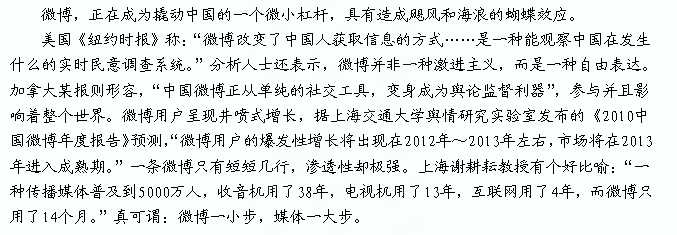 微博，正在成为撬动中国的一个微小杠杆，具有造成飓风和海浪的蝴蝶效应。
美国《纽约时报》称：“微博改变了中国人获取信息的方式……是一种能观察中国在发生
什么的实时民意调查系统。”分析人士还表示，微博并非一种激进主义，而是一种自由表达。
加拿大某报则形容，“中国微博正从单纯的社交工具，变身成为舆论监督利器”，参与并且影
响着整个世界。微博用户呈现井喷式增长，据上海交通大学舆情研究实验室发布的《2010中
国微博年度报告》预测，“微博用户的爆发性增长将出现在2012年～2013年左右，市场将在2013
年进入成熟期。”一条微博只有短短几行，渗透性却极强。上海谢耕耘教授有个好比喻：“一
种传播媒体普及到5000万人，收音机用了38年，电视机用了13年，互联网用了4年，而微博只
用了14个月。”真可谓：微博一小步，媒体一大步。